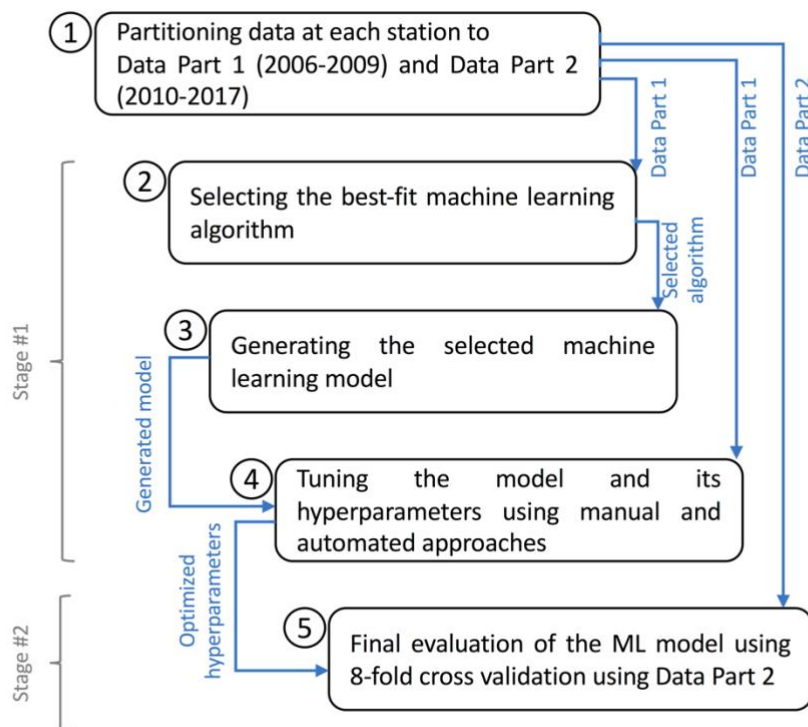 1
Partitioning data at each station to
Data Part 1 (2006-2009) and Data Part 2
(2010-2017)
Data Part 1
Data Part 1
Data Part 2
Stage #1
2
Selecting the best-fit machine learning
algorithm
Selected
algorithm
3
Generating the selected machine
learning model
Generated model
4
Tuning the model and its
hyperparameters using manual and
automated approaches
Stage #2
Optimized
hyperparameters
5
Final evaluation of the ML model using
8-fold cross validation using Data Part 2